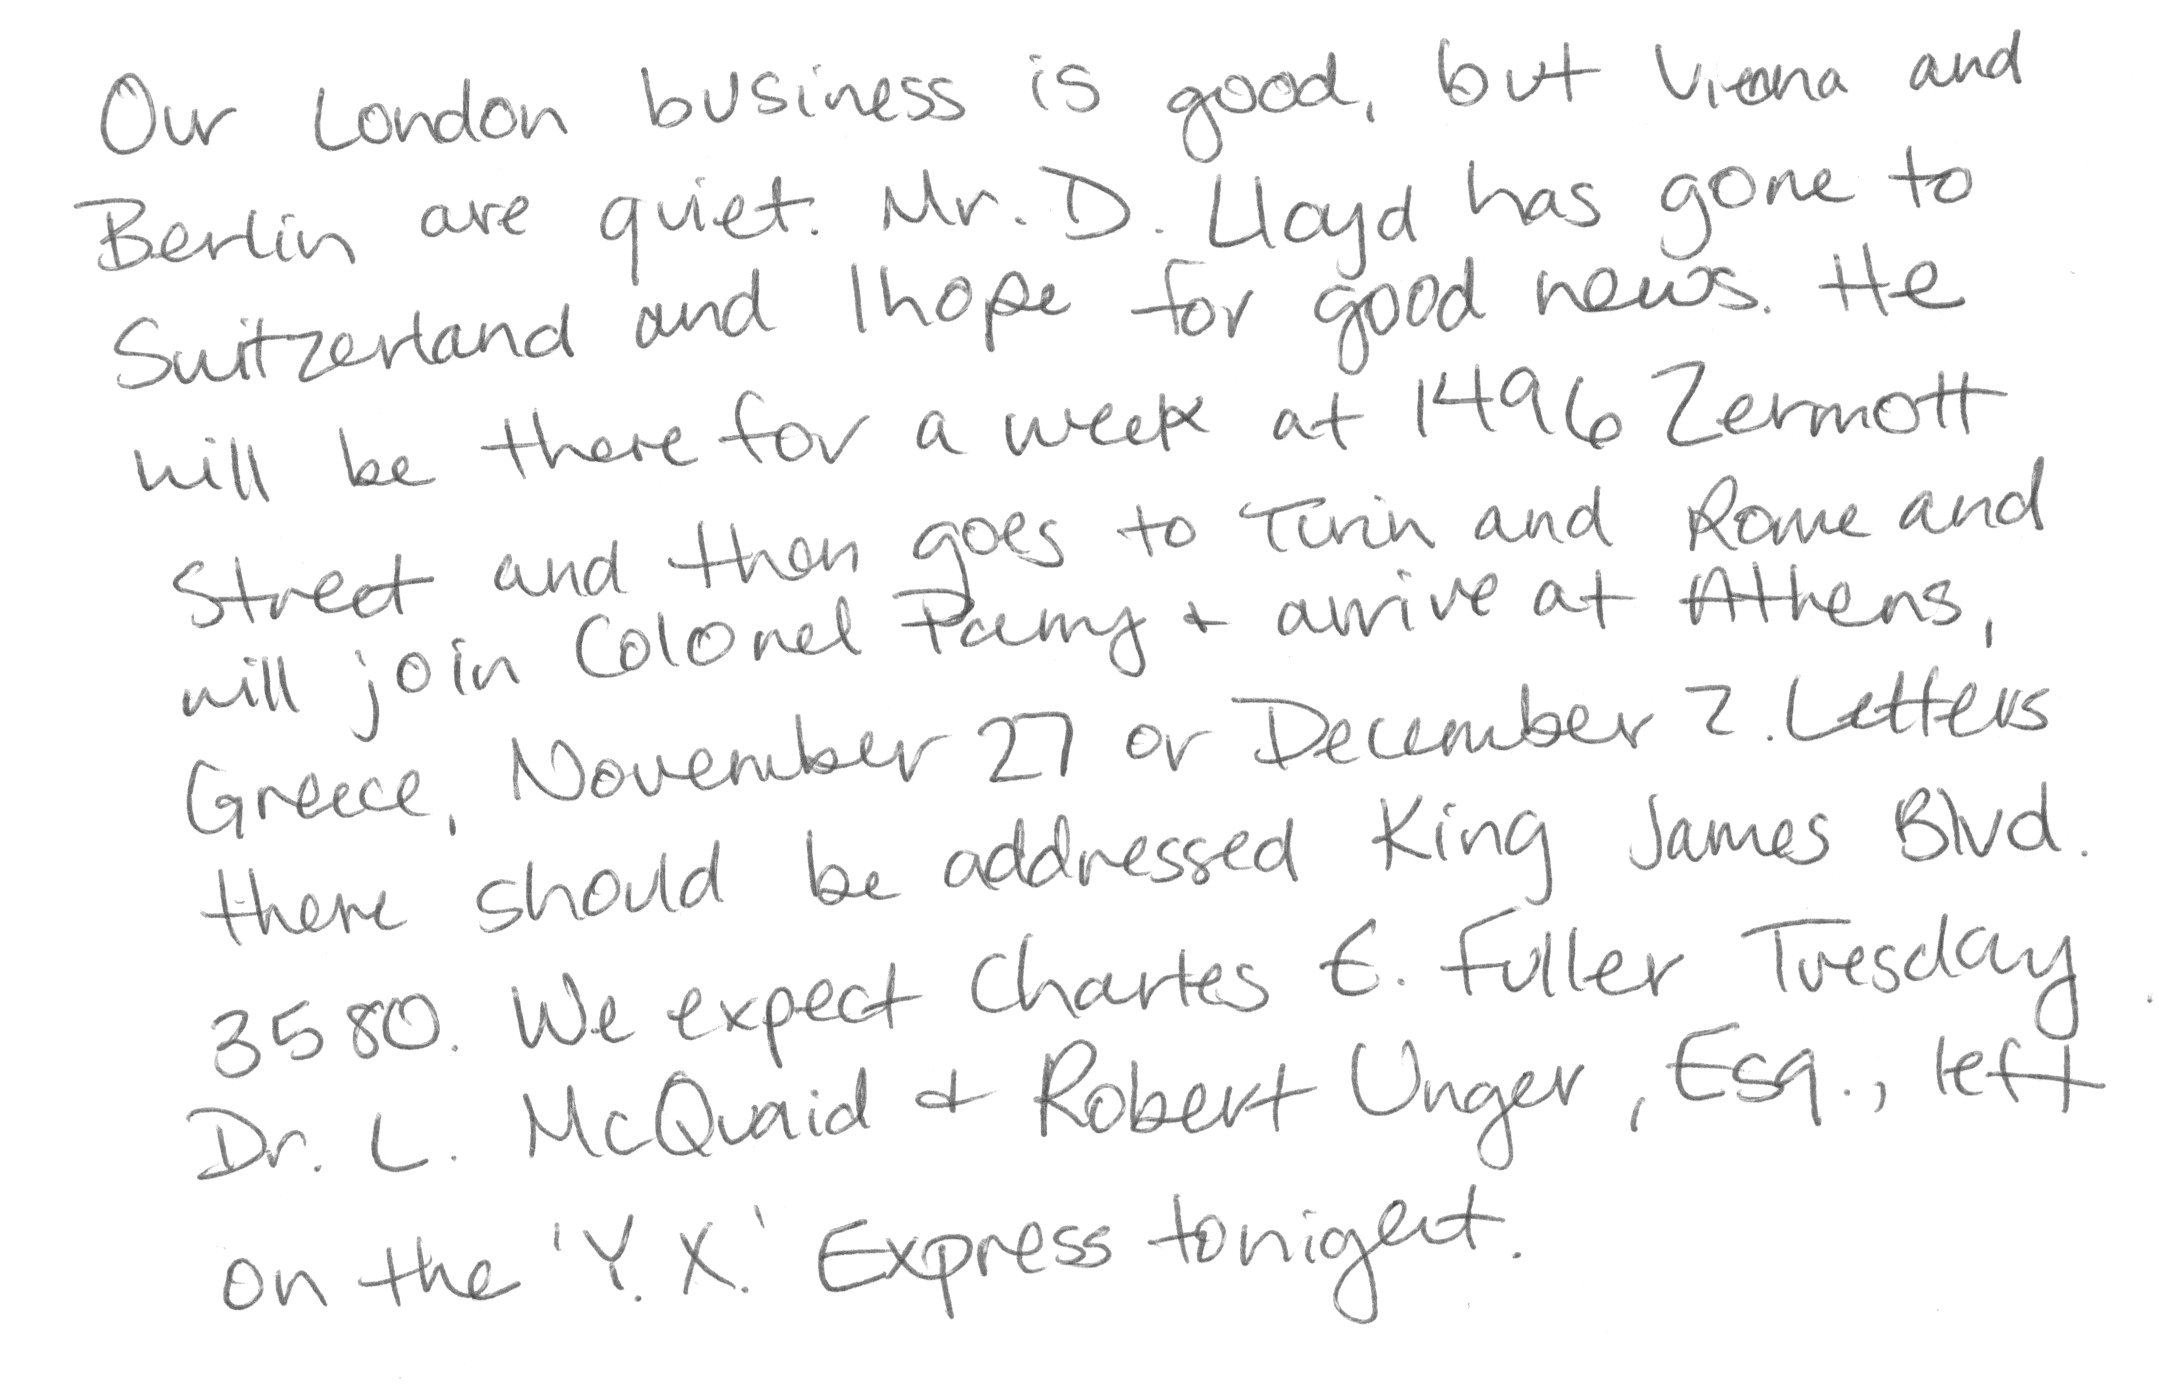 Our London business is good, but Vienna and
Berlin are quiet. Mr. D. Lloyd has gone to
Switzerland and I hope for good news. He
will be there for a week at 1496 Zermott
Street and then goes to Turin and Rome and
will join Colonel Parry + arrive at Athens,
Greece, November 27 or December 2. Letters
there should be addressed King James Blvd.
3580. We expect Charles E. Fuller Tuesday.
Dr. L. McQuaid + Robert Unger, Esq., left
on the 'Y. X.' Express tonight.